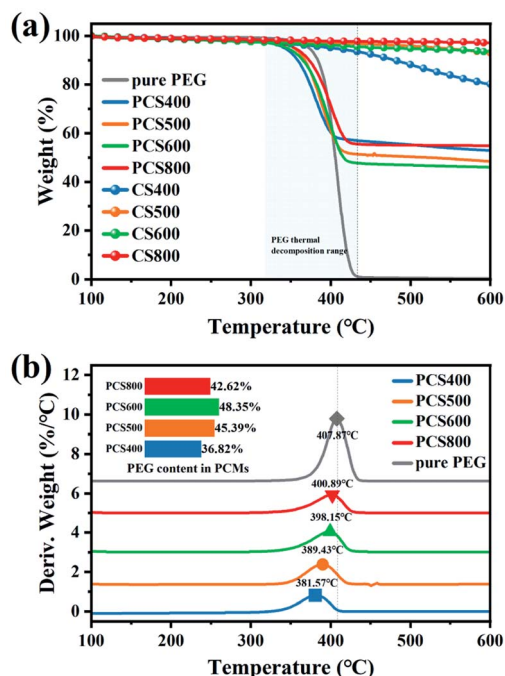 (a)
100
80
60
40
20
0
Weight (%)
pure PEG
PCS400
PCS500
PCS600
PCS800
CS400
CS500
CS600
CS800
PEG thermal
decomposition range
100 200 300 400 500 600
Temperature (℃)
(b)
12
10
8
6
4
2
0
Deriv. Weight (%/℃)
PCS800 42.62%
PCS600 48.35%
PCS500 45.39%
PCS400 36.82%
PEG content in PCMs
PCS400
PCS500
PCS600
PCS800
pure PEG
407.87℃
400.89℃
398.15℃
389.43℃
381.57℃
100 200 300 400 500 600
Temperature (℃)